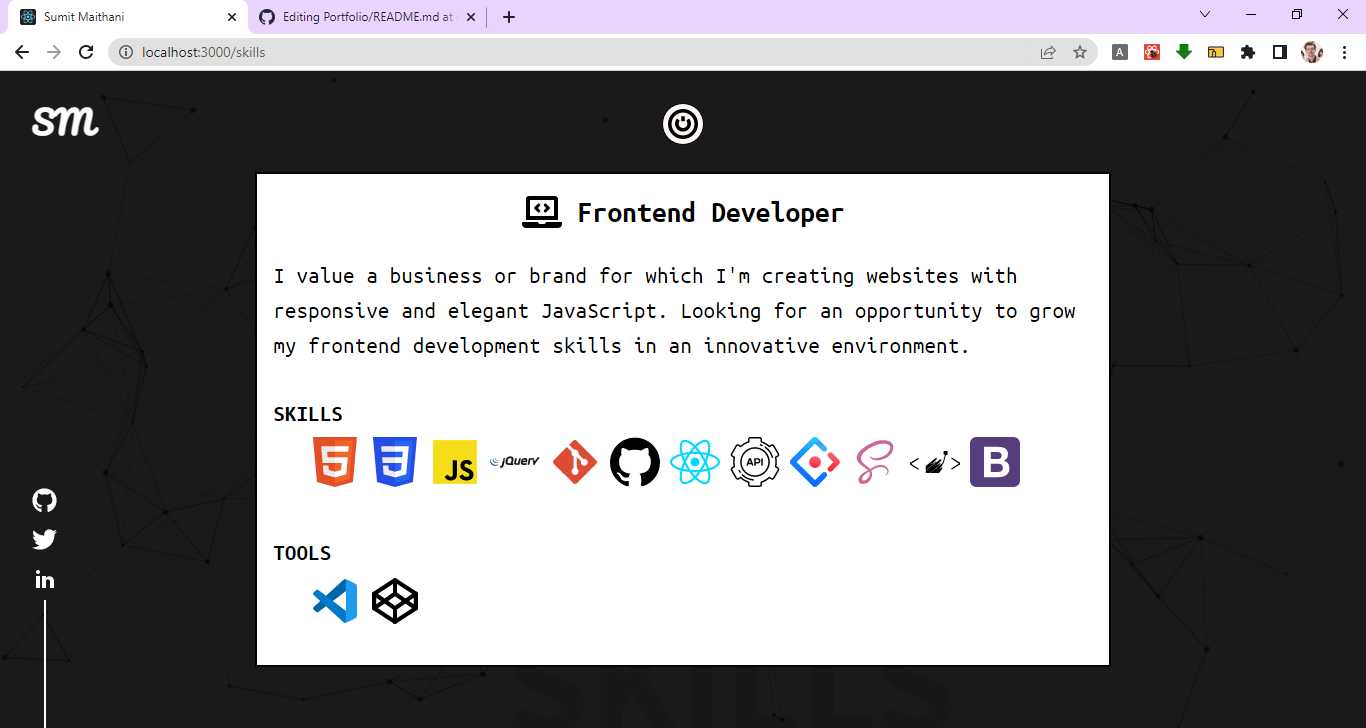 Sumit Maithani
Editing Portfolio/README.md at
localhost:3000/skills
A
sm
Frontend Developer
I value a business or brand for which I'm creating websites with
responsive and elegant JavaScript. Looking for an opportunity to grow
my frontend development skills in an innovative environment.
SKILLS
5
3
JS
jQuery
API
< >
B
TOOLS
in
SKILLS